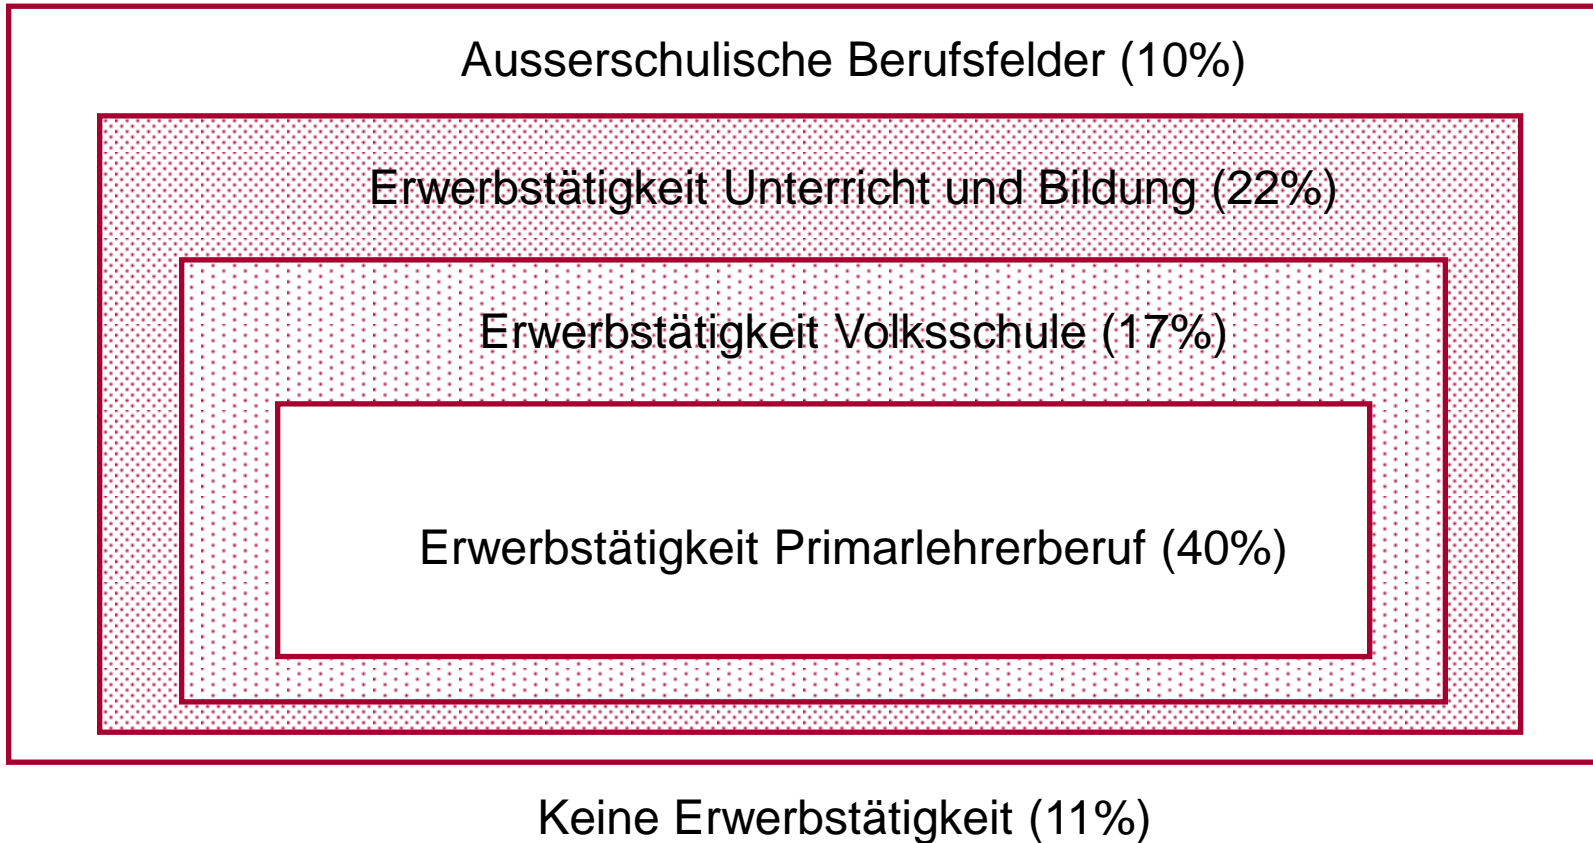 Ausserschulische Berufsfelder (10%)
Erwerbstätigkeit Unterricht und Bildung (22%)
Erwerbstätigkeit Volksschule (17%)
Erwerbstätigkeit Primarlehrerberuf (40%)
Keine Erwerbstätigkeit (11%)